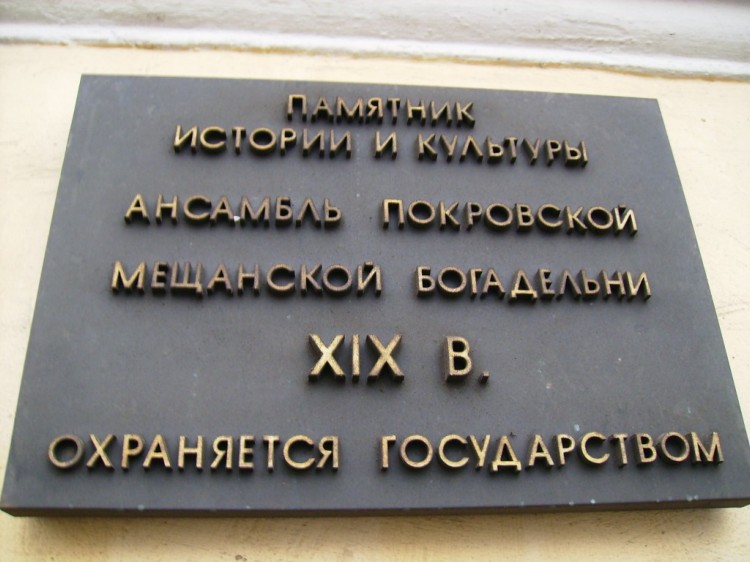 ПАМЯТНИК
ИСТОРИИ И КУЛЬТУРЫ
АНСАМБЛЬ ПОКРОВСКОЙ
МЕЩАНСКОЙ БОГАДЕЛЬНИ
XIX В.
ОХРАНЯЕТСЯ ГОСУДАРСТВОМ